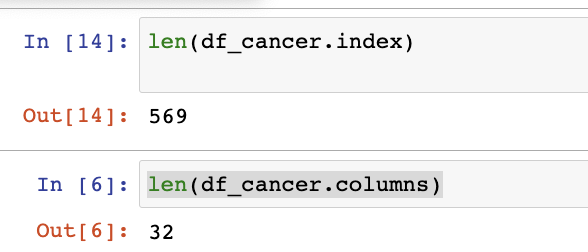 In [14]: len(df_cancer.index)
Out[14]: 569
In [6]: len(df_cancer.columns)
Out[6]: 32